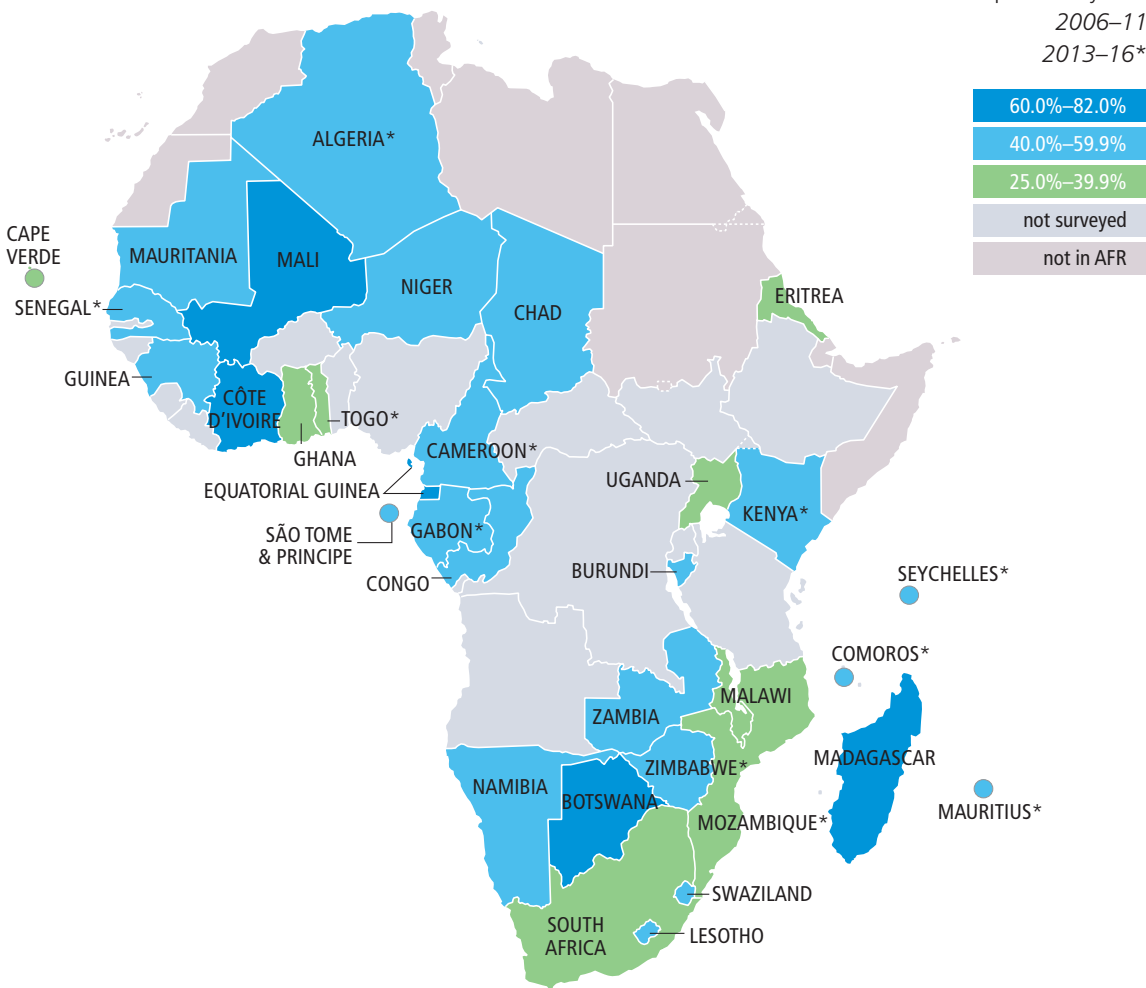 2006–11
2013–16*
60.0%–82.0%
40.0%–59.9%
25.0%–39.9%
not surveyed
not in AFR
ALGERIA*
CAPE
VERDE
MAURITANIA
MALI
NIGER
CHAD
ERITREA
SENEGAL*
GUINEA
CÔTE
D'IVOIRE
TOGO*
GHANA
CAMEROON*
EQUATORIAL GUINEA
UGANDA
KENYA*
SÃO TOME
& PRINCIPE
GABON*
CONGO
BURUNDI
SEYCHELLES*
COMOROS*
MALAWI
ZAMBIA
MADAGASCAR
ZIMBABWE*
NAMIBIA
BOTSWANA
MAURITIUS*
MOZAMBIQUE*
SWAZILAND
SOUTH
AFRICA
LESOTHO